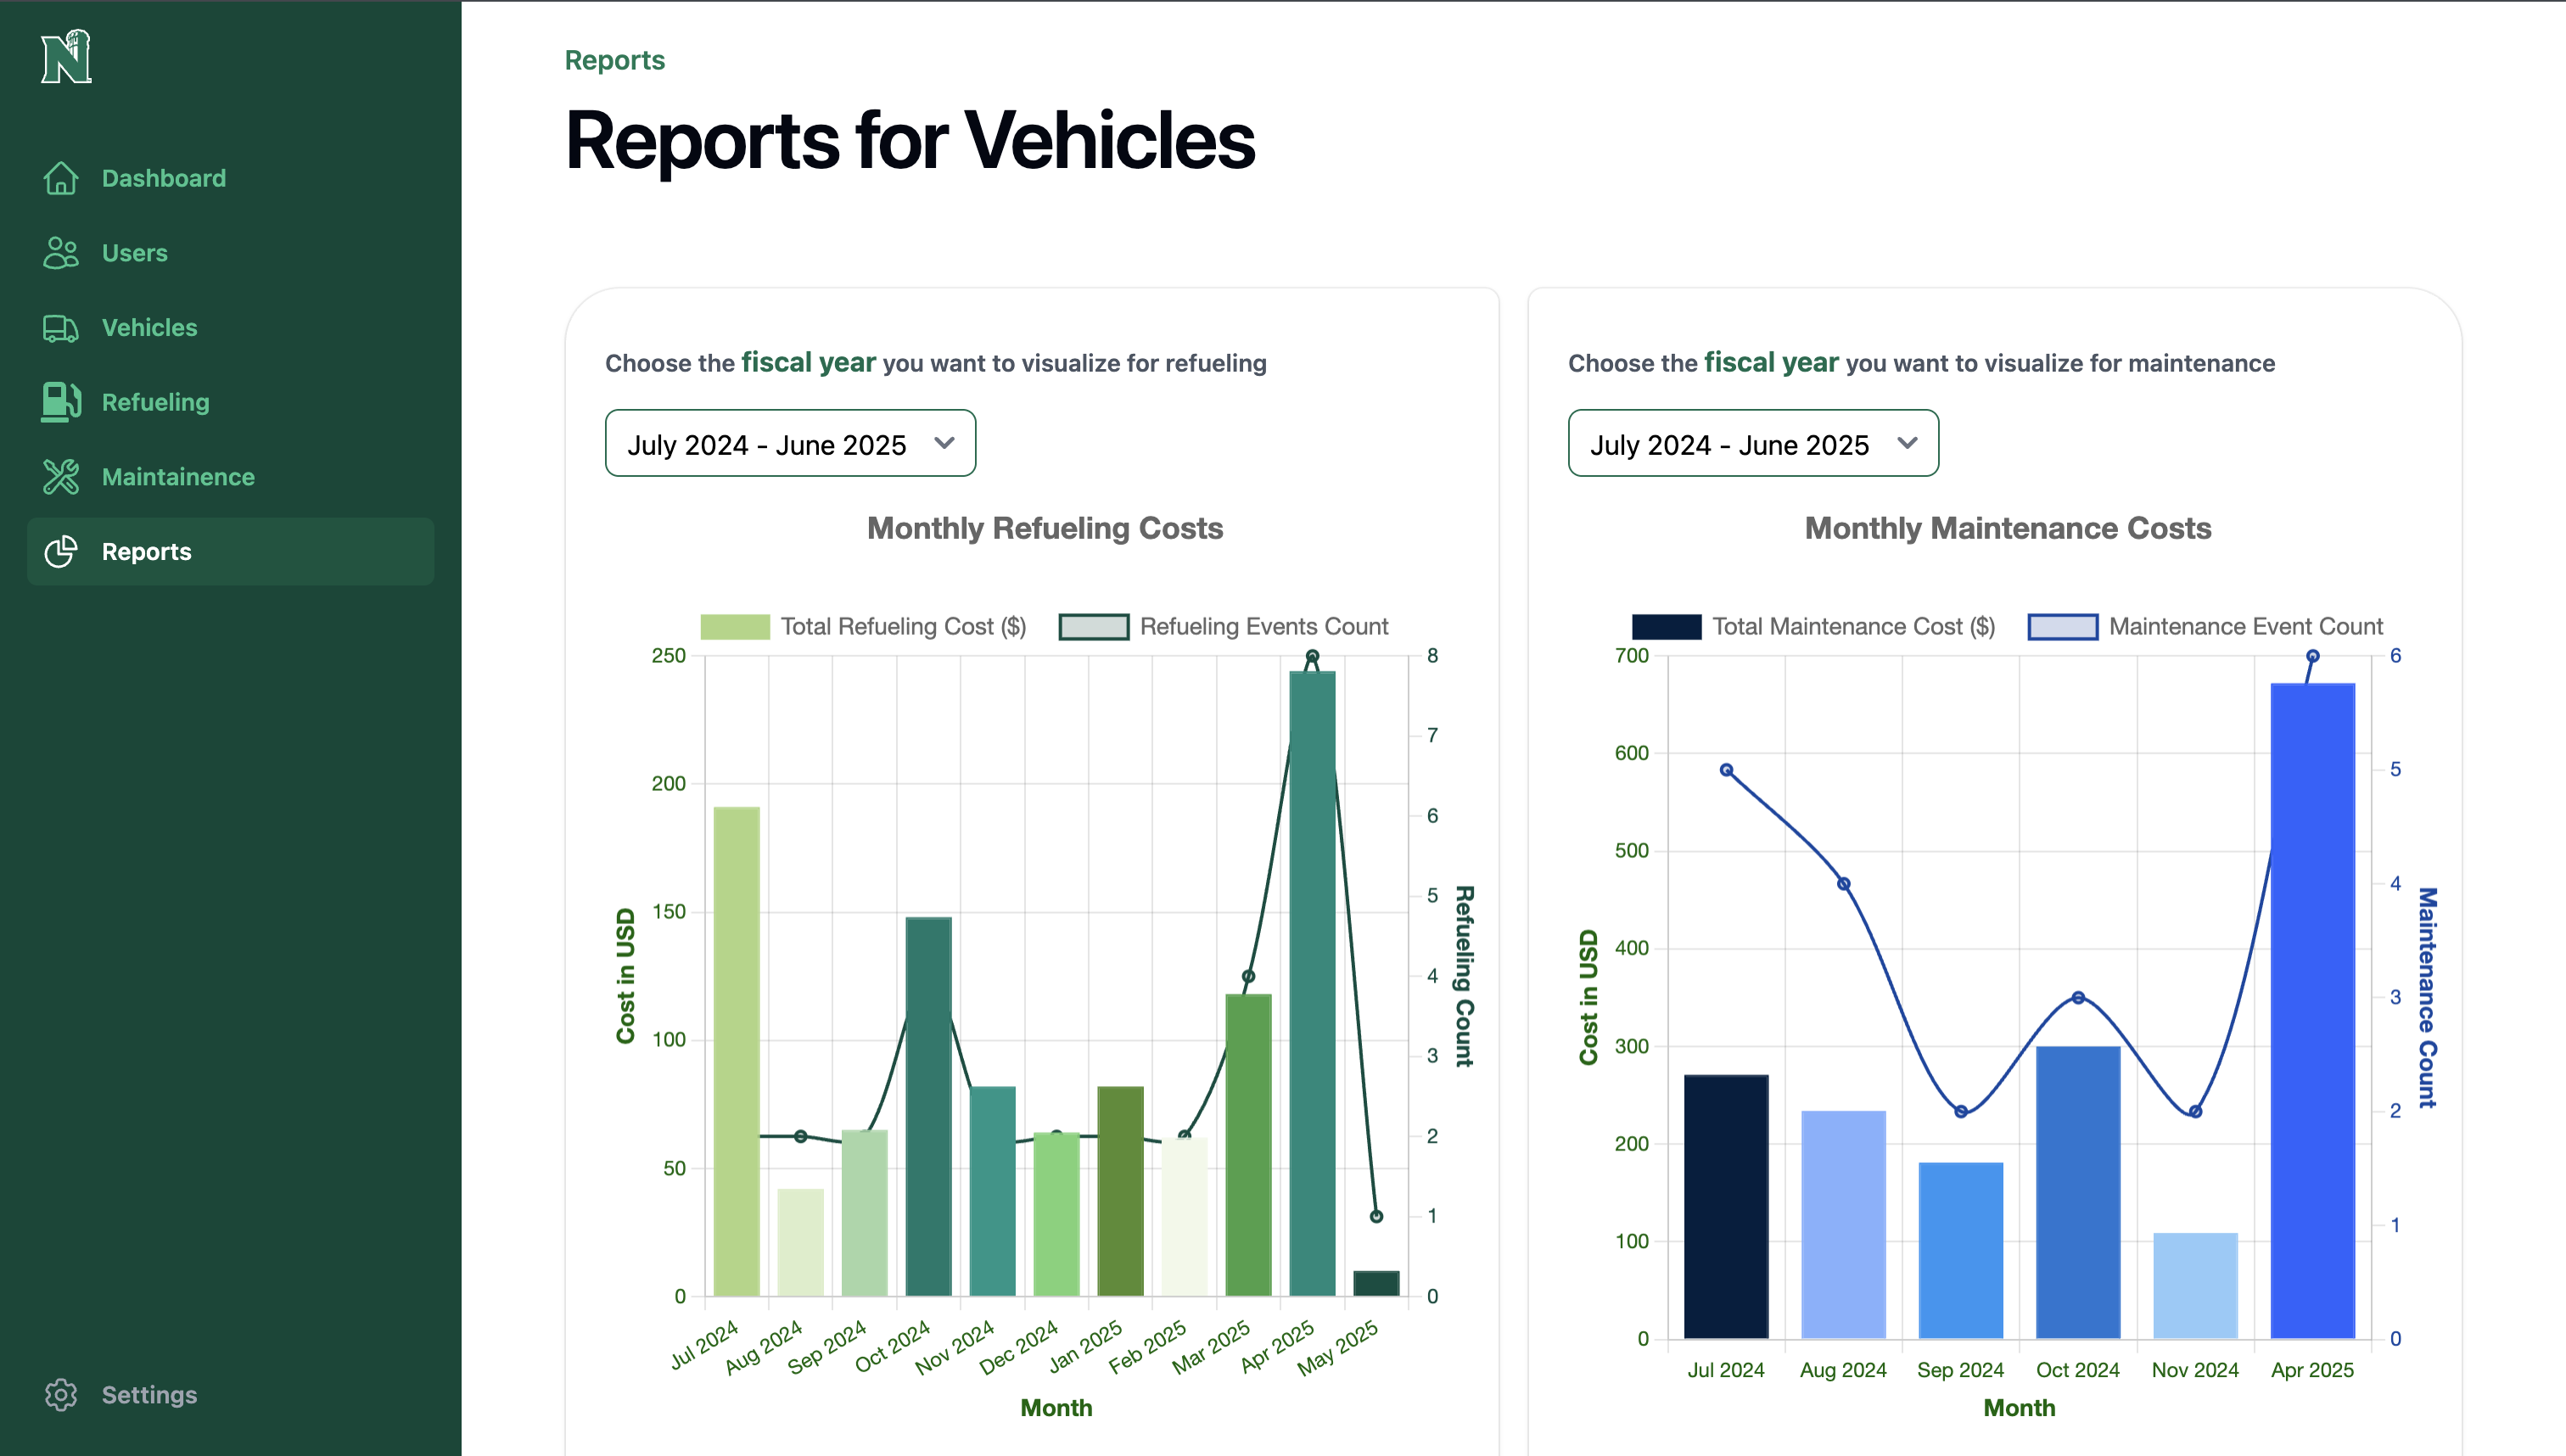 Dashboard
Users
Vehicles
Refueling
Maintainence
Reports
Settings
Reports
Reports for Vehicles
Choose the fiscal year you want to visualize for refueling
July 2024 - June 2025
Monthly Refueling Costs
Total Refueling Cost ($) Refueling Events Count
250
200
150
100
50
0
Cost in USD
8
7
6
5
4
3
2
1
0
Refueling Count
Jul 2024 Aug 2024 Sep 2024 Oct 2024 Nov 2024 Dec 2024 Jan 2025 Feb 2025 Mar 2025 Apr 2025 May 2025
Month
Choose the fiscal year you want to visualize for maintenance
July 2024 - June 2025
Monthly Maintenance Costs
Total Maintenance Cost ($) Maintenance Event Count
700
600
500
400
300
200
100
0
Cost in USD
6
5
4
3
2
1
0
Maintenance Count
Jul 2024 Aug 2024 Sep 2024 Oct 2024 Nov 2024 Apr 2025
Month